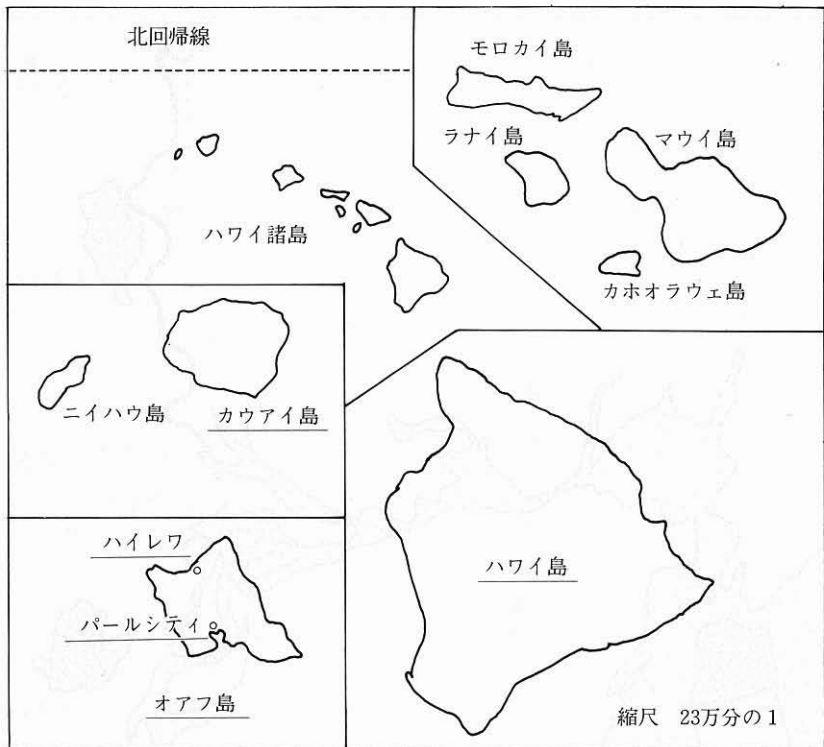 北回帰線
ハワイ諸島
モロカイ島
ラナイ島
マウイ島
カホオラウェ島
ニイハウ島
カウアイ島
ハイレワ
パールシティ
オアフ島
ハワイ島
縮尺 23万分の1